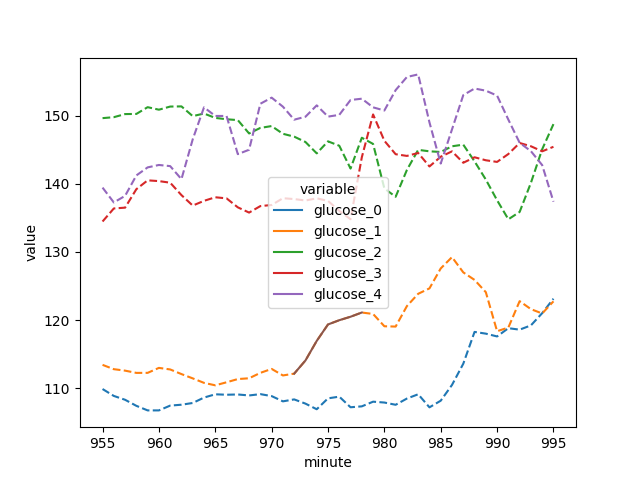 value
150
140
130
120
110
variable
glucose_0
glucose_1
glucose_2
glucose_3
glucose_4
955 960 965 970 975 980 985 990 995
minute